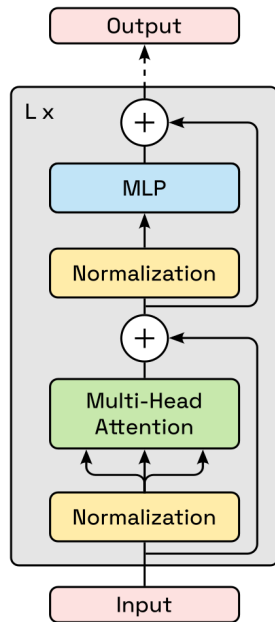 Output
L x
+
MLP
Normalization
+
Multi-Head
Attention
Normalization
Input